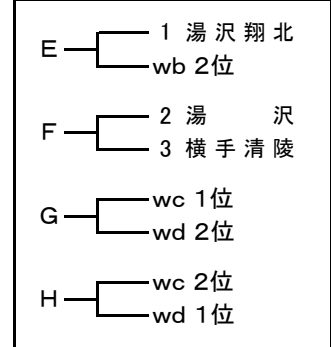 1 湯沢翔北
E
wb 2位
2 湯　　沢
F
3 横手清陵
wc 1位
G
wd 2位
wc 2位
H
wd 1位